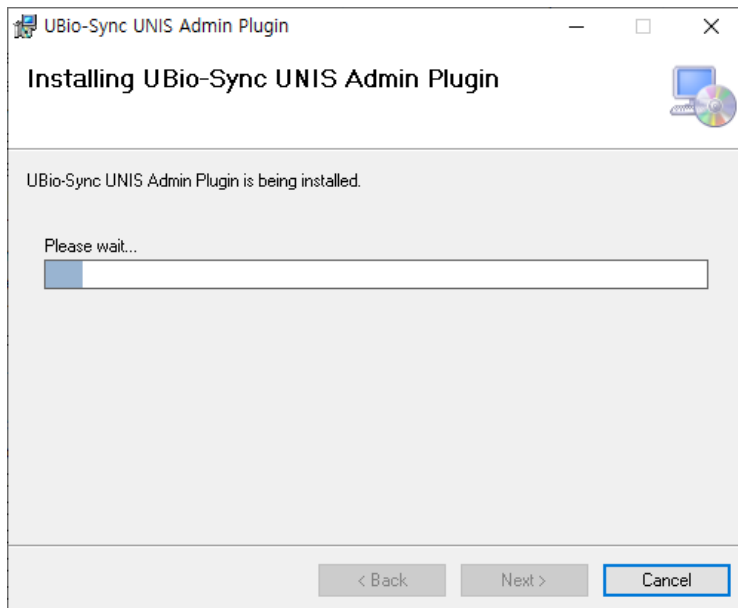 UBio-Sync UNIS Admin Plugin
Installing UBio-Sync UNIS Admin Plugin
UBio-Sync UNIS Admin Plugin is being installed.
Please wait...
< Back
Next >
Cancel